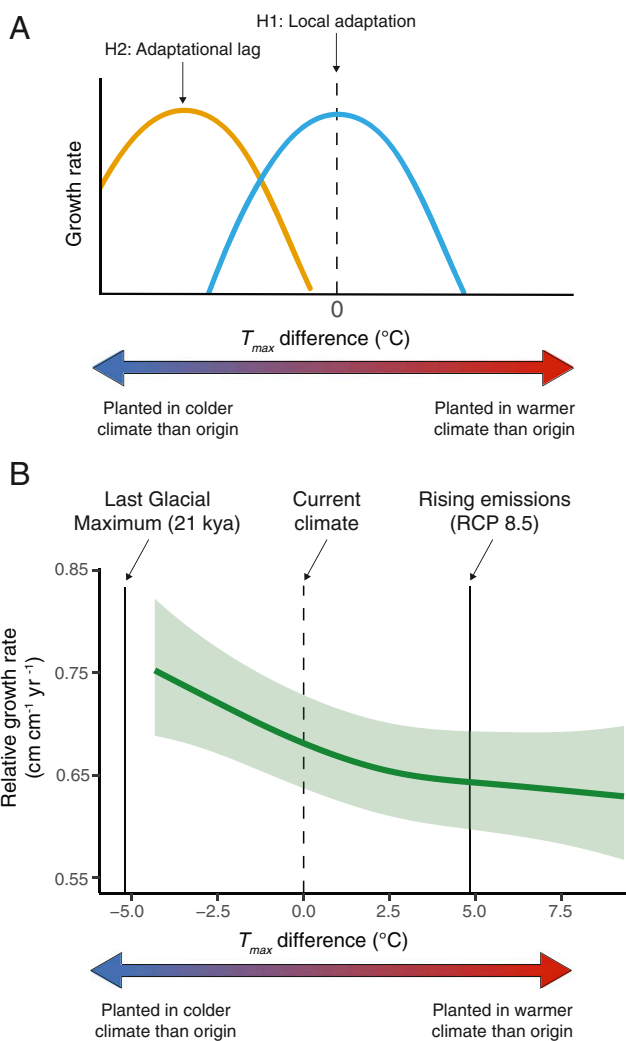 A
H1: Local adaptation
H2: Adaptational lag
Growth rate
0
Tmax difference (°C)
Planted in colder
climate than origin
Planted in warmer
climate than origin
B
Last Glacial
Maximum (21 kya)
Current
climate
Rising emissions
(RCP 8.5)
Relative growth rate
(cm cm⁻¹ yr⁻¹)
0.85
0.75
0.65
0.55
−5.0 −2.5 0.0 2.5 5.0 7.5
Tmax difference (°C)
Planted in colder
climate than origin
Planted in warmer
climate than origin